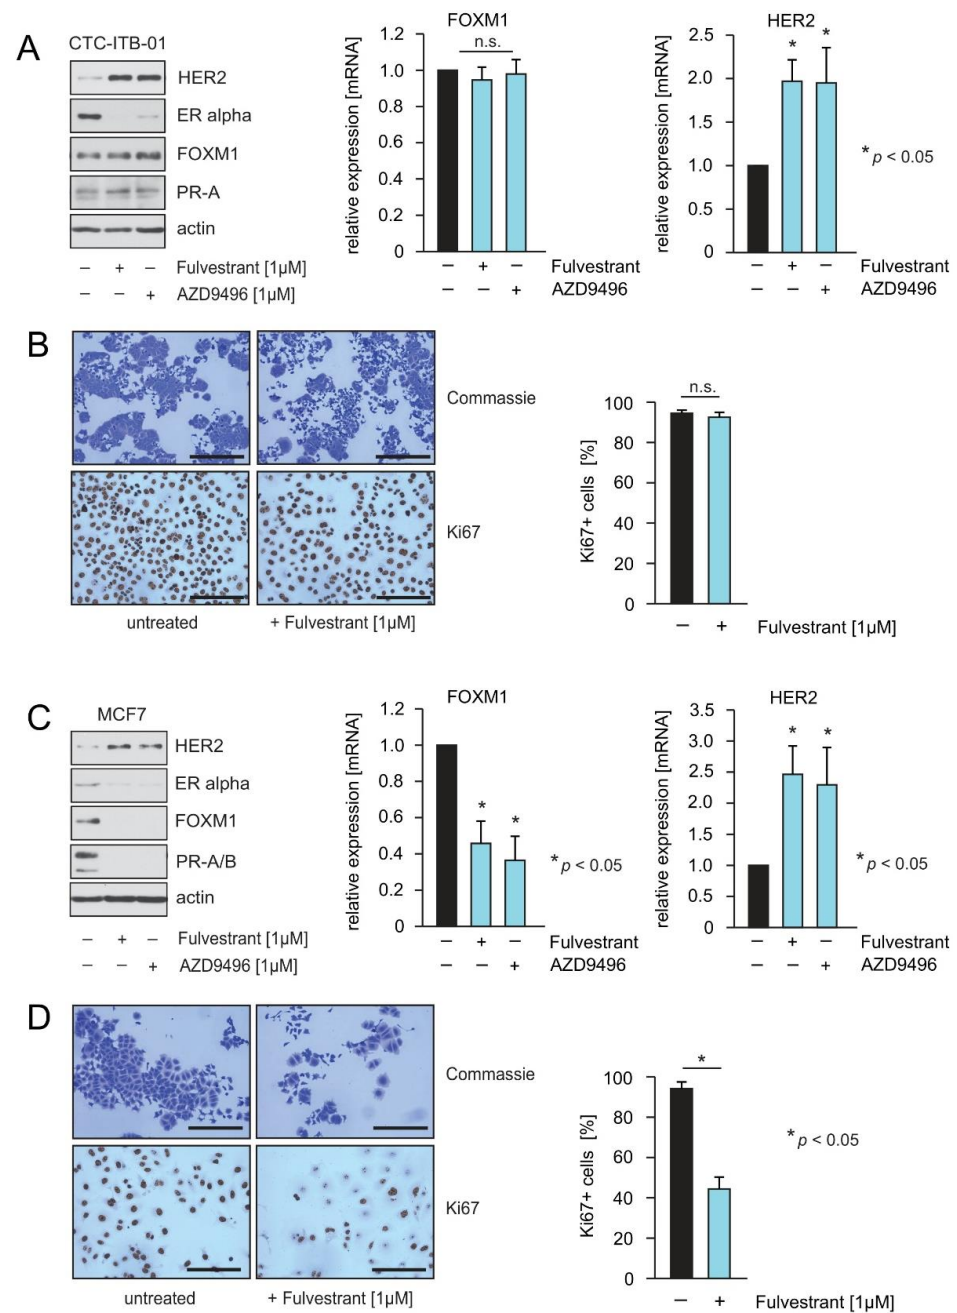 A
CTC-ITB-01
HER2
ER alpha
FOXM1
PR-A
actin
– + – Fulvestrant [1µM]
– – + AZD9496 [1µM]
FOXM1
relative expression [mRNA]
1.2
1.0
0.8
0.6
0.4
0.2
0
n.s.
– + – Fulvestrant
– – + AZD9496
HER2
relative expression [mRNA]
2.5
2.0
1.5
1.0
0.5
0
* *
* p < 0.05
– + – Fulvestrant
– – + AZD9496
B
Commassie
Ki67
untreated
+ Fulvestrant [1µM]
Ki67+ cells [%]
100
80
60
40
20
0
n.s.
– + Fulvestrant [1µM]
C
MCF7
HER2
ER alpha
FOXM1
PR-A/B
actin
– + – Fulvestrant [1µM]
– – + AZD9496 [1µM]
FOXM1
relative expression [mRNA]
1.2
1.0
0.8
0.6
0.4
0.2
0
* *
* p < 0.05
– + – Fulvestrant
– – + AZD9496
HER2
relative expression [mRNA]
3.5
3.0
2.5
2.0
1.5
1.0
0.5
0
* *
* p < 0.05
– + – Fulvestrant
– – + AZD9496
D
Commassie
Ki67
untreated
+ Fulvestrant [1µM]
Ki67+ cells [%]
100
80
60
40
20
0
*
* p < 0.05
– + Fulvestrant [1µM]